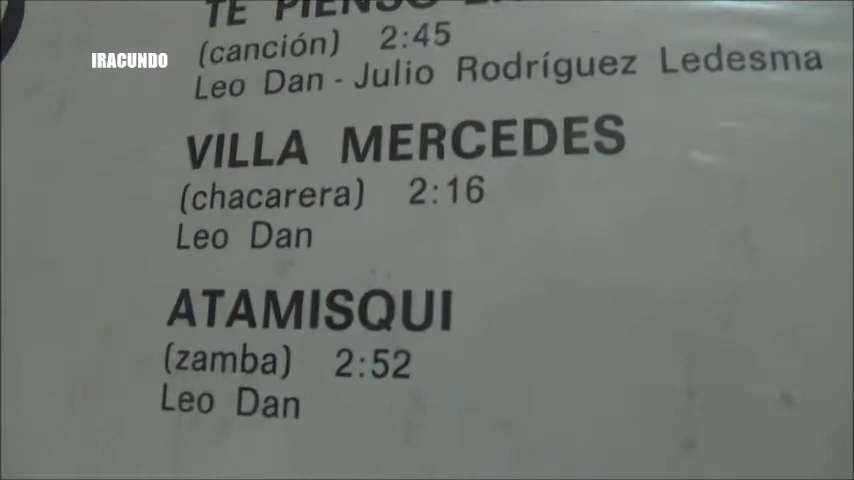 TE PIENSO
(canción) 2:45
IRACUNDO
Leo Dan - Julio Rodríguez Ledesma
VILLA MERCEDES
(chacarera) 2:16
Leo Dan
ATAMISQUI
(zamba) 2:52
Leo Dan